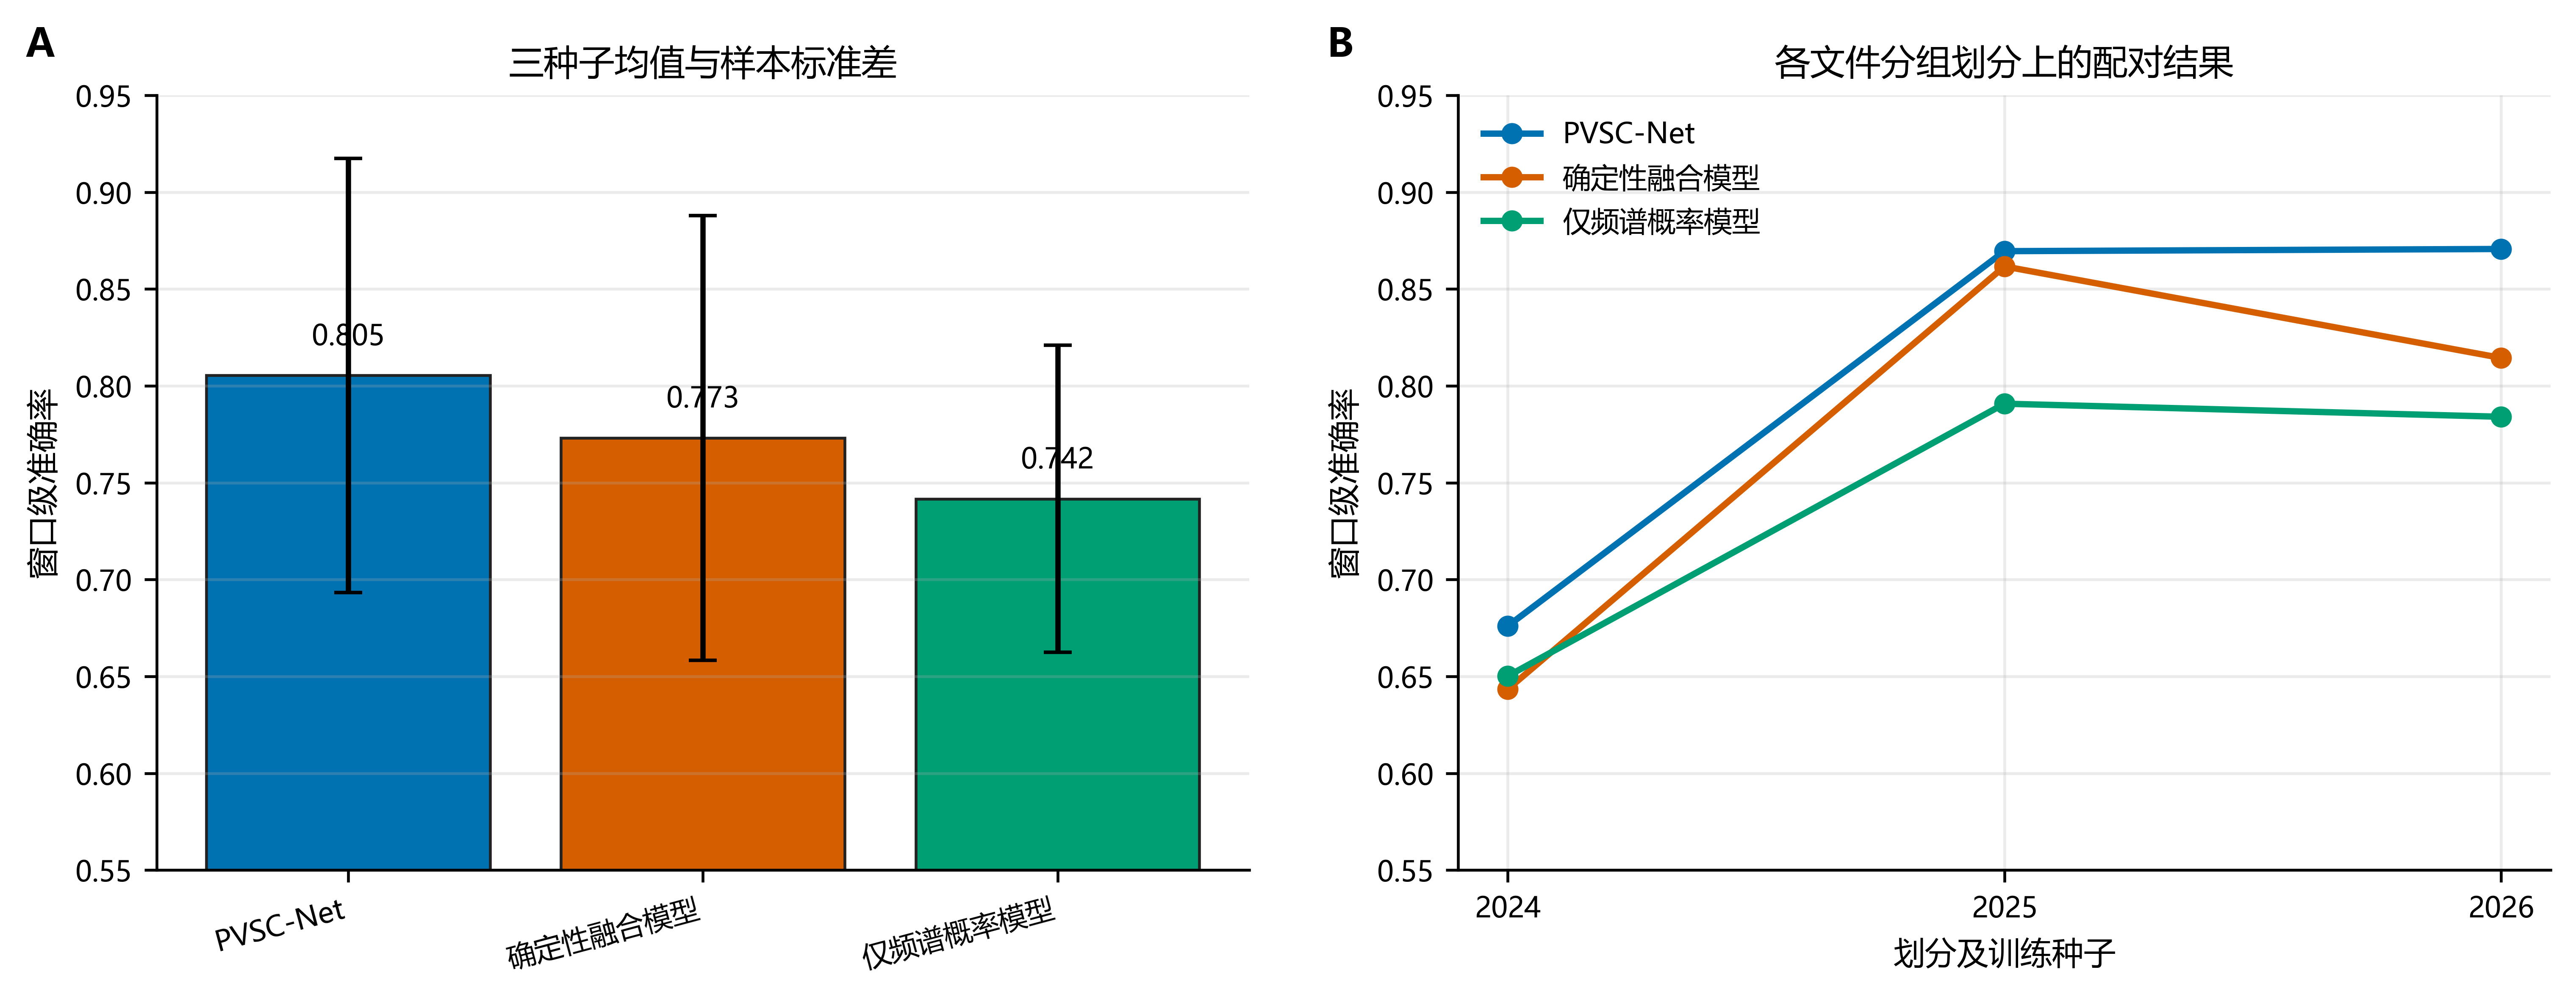 A
三种子均值与样本标准差
窗口级准确率
0.95
0.90
0.85
0.80
0.75
0.70
0.65
0.60
0.55
0.805
0.773
0.742
PVSC-Net
确定性融合模型
仅频谱概率模型
B
各文件分组划分上的配对结果
窗口级准确率
0.95
0.90
0.85
0.80
0.75
0.70
0.65
0.60
0.55
PVSC-Net
确定性融合模型
仅频谱概率模型
2024
2025
2026
划分及训练种子